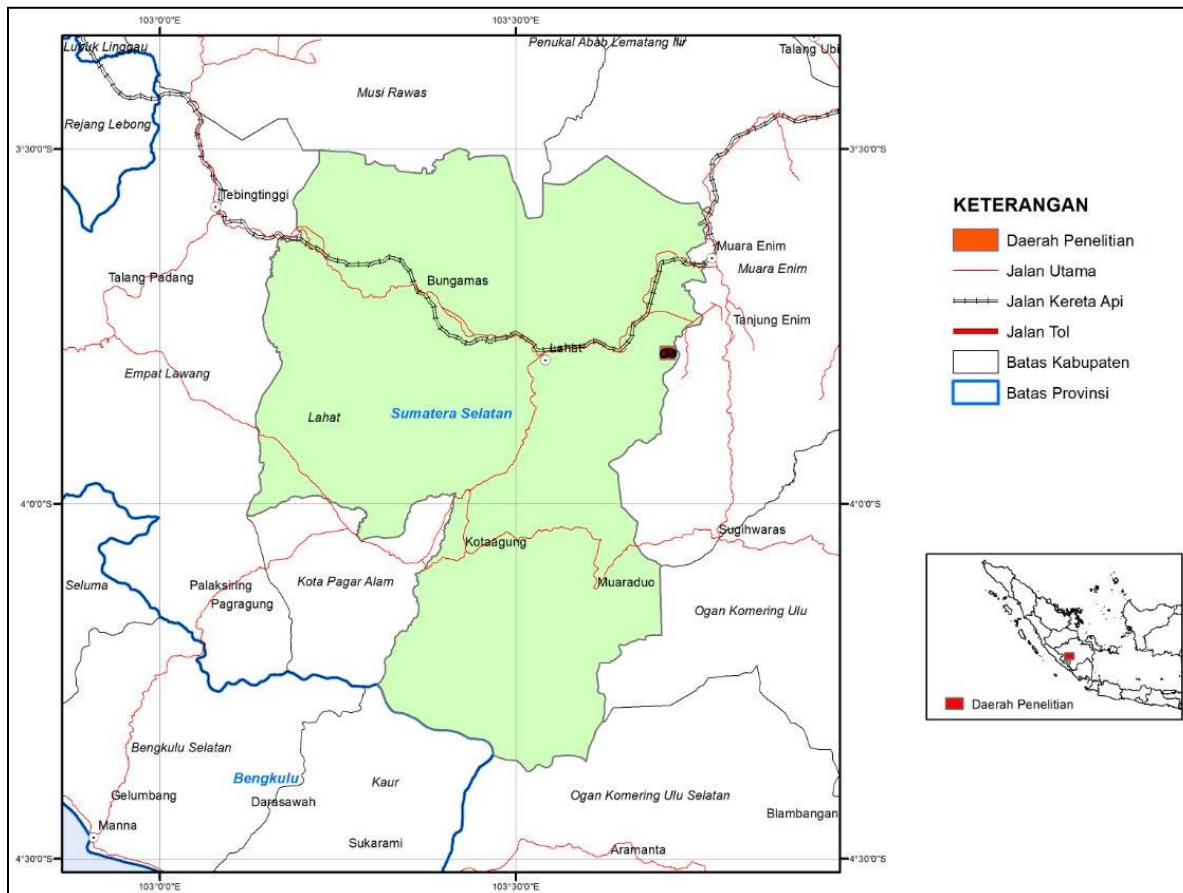 103°0'0"E
103°30'0"E
Lubuk Linggau
Penukal Abab Lematang Ilir
Talang Ubi
Musi Rawas
Rejang Lebong
3°30'0"S
3°30'0"S
Tebingtinggi
Muara Enim
Muara Enim
Talang Padang
Bungamas
Tanjung Enim
Lahat
Empat Lawang
Lahat
Sumatera Selatan
4°0'0"S
4°0'0"S
Sugihwaras
Kotaagung
Seluma
Palaksiring
Kota Pagar Alam
Muaraduo
Pagragung
Ogan Komering Ulu
Bengkulu Selatan
Bengkulu
Kaur
Gelumbang
Darasawah
Ogan Komering Ulu Selatan
Blambangan
Manna
Sukarami
Aramanta
4°30'0"S
4°30'0"S
103°0'0"E
103°30'0"E
KETERANGAN
Daerah Penelitian
Jalan Utama
Jalan Kereta Api
Jalan Tol
Batas Kabupaten
Batas Provinsi
Daerah Penelitian